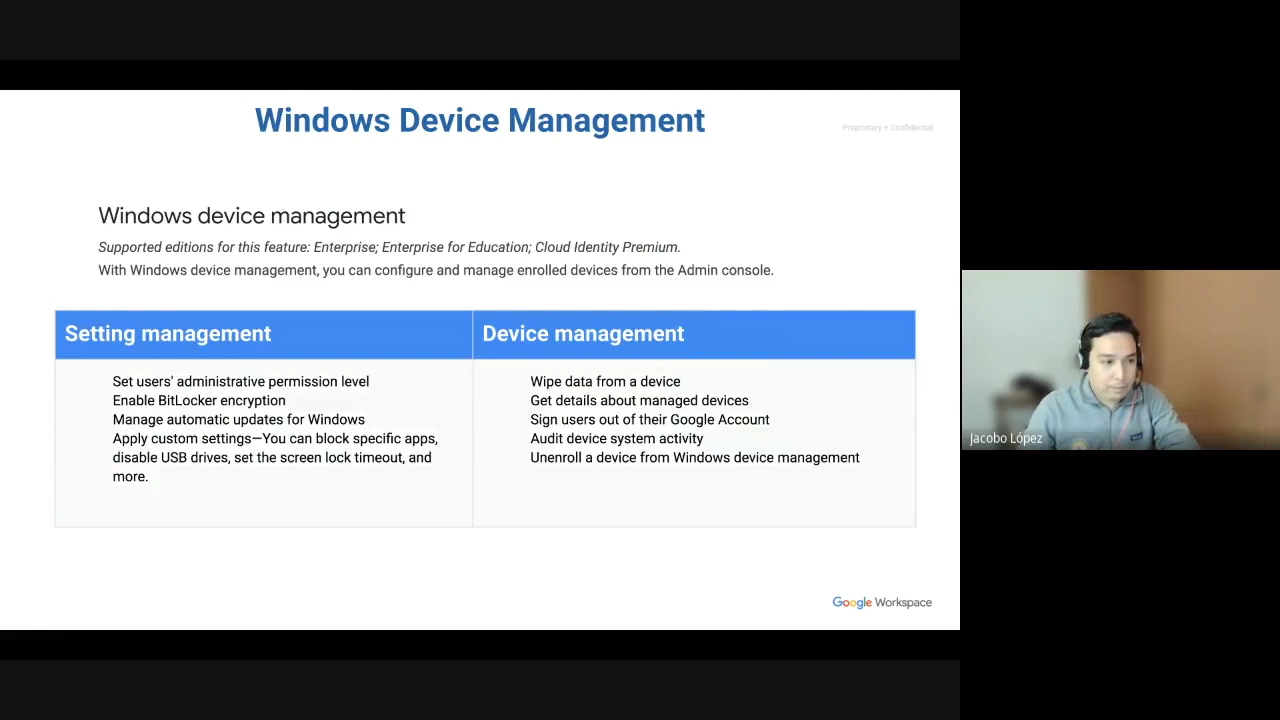 Windows Device Management
Proprietary + Confidential
Windows device management
Supported editions for this feature: Enterprise; Enterprise for Education; Cloud Identity Premium.
With Windows device management, you can configure and manage enrolled devices from the Admin console.
Setting management
Set users' administrative permission level
Enable BitLocker encryption
Manage automatic updates for Windows
Apply custom settings—You can block specific apps,
disable USB drives, set the screen lock timeout, and
more.
Device management
Wipe data from a device
Get details about managed devices
Sign users out of their Google Account
Audit device system activity
Unenroll a device from Windows device management
Google Workspace
Jacobo López